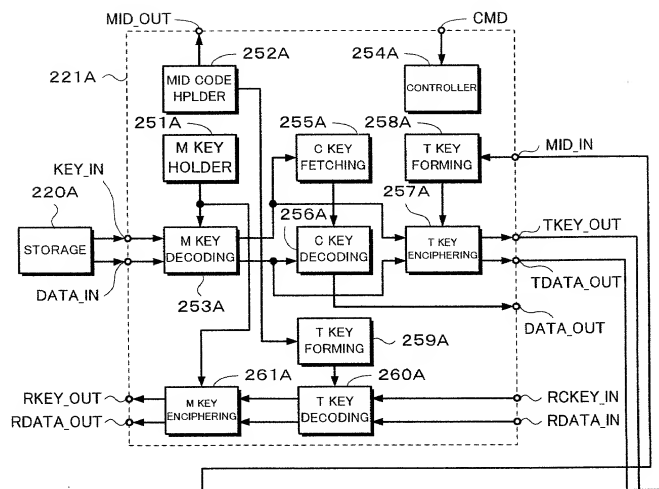 MID_OUT
CMD
252A
254A
221A
MID CODE
HPLDER
CONTROLLER
251A
255A
258A
M KEY
HOLDER
C KEY
FETCHING
T KEY
FORMING
MID_IN
KEY_IN
220A
256A
257A
TKEY_OUT
STORAGE
M KEY
DECODING
C KEY
DECODING
T KEY
ENCIPHERING
TDATA_OUT
DATA_IN
253A
DATA_OUT
T KEY
FORMING
259A
261A
260A
RKEY_OUT
RDATA_OUT
M KEY
ENCIPHERING
T KEY
DECODING
RCKEY_IN
RDATA_IN